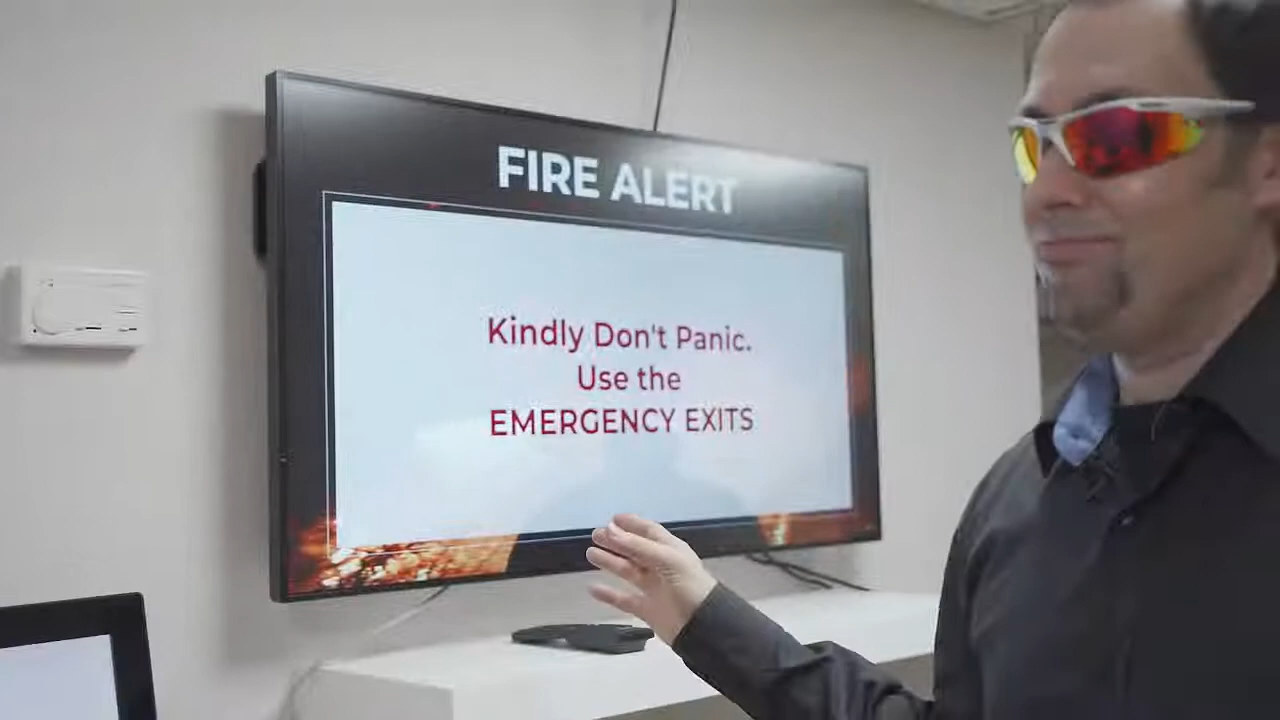 FIRE ALERT
Kindly Don't Panic.
Use the
EMERGENCY EXITS